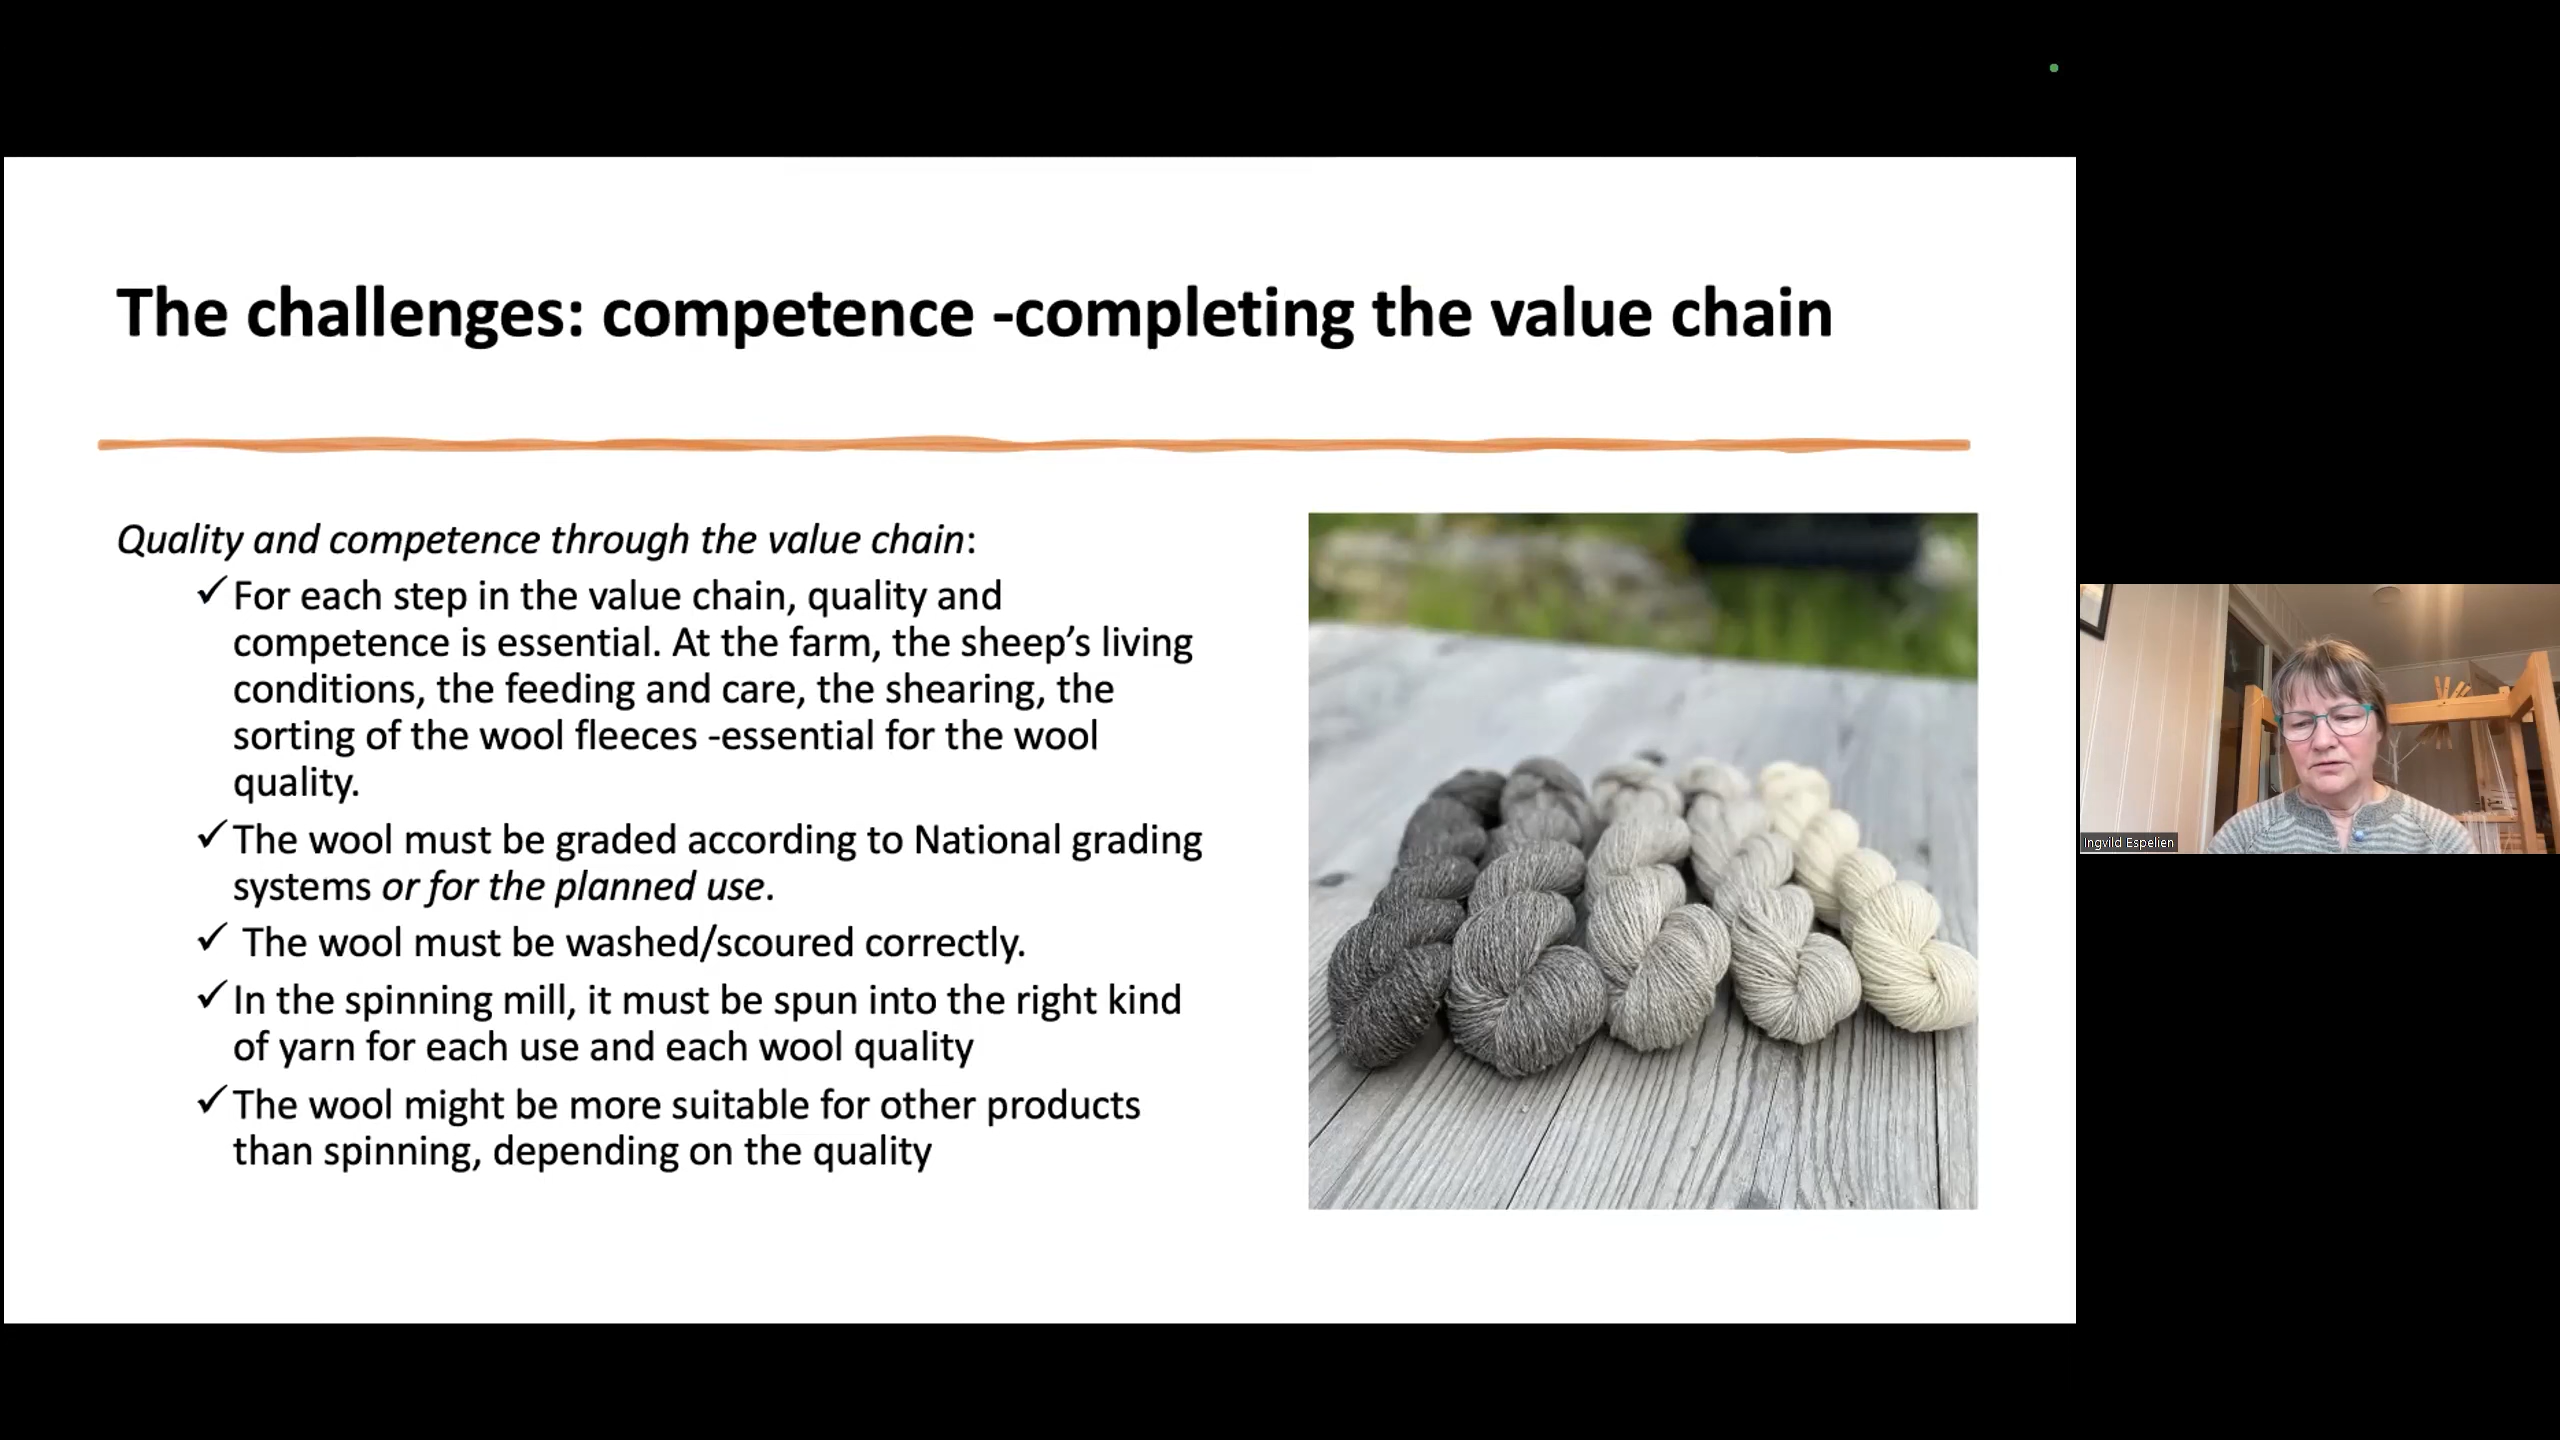 The challenges: competence -completing the value chain
Quality and competence through the value chain:
✓ For each step in the value chain, quality and
competence is essential. At the farm, the sheep’s living
conditions, the feeding and care, the shearing, the
sorting of the wool fleeces -essential for the wool
quality.
✓ The wool must be graded according to National grading
systems or for the planned use.
✓ The wool must be washed/scoured correctly.
✓ In the spinning mill, it must be spun into the right kind
of yarn for each use and each wool quality
✓ The wool might be more suitable for other products
than spinning, depending on the quality
Ingvild Espelien